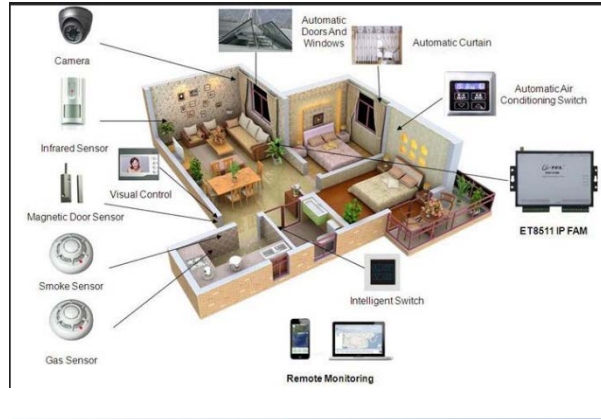 Automatic
Doors And
Windows
Automatic Curtain
Camera
Automatic Air
Conditioning Switch
Infrared Sensor
Visual Control
Magnetic Door Sensor
ET8511 IP FAM
Smoke Sensor
Intelligent Switch
Gas Sensor
Remote Monitoring